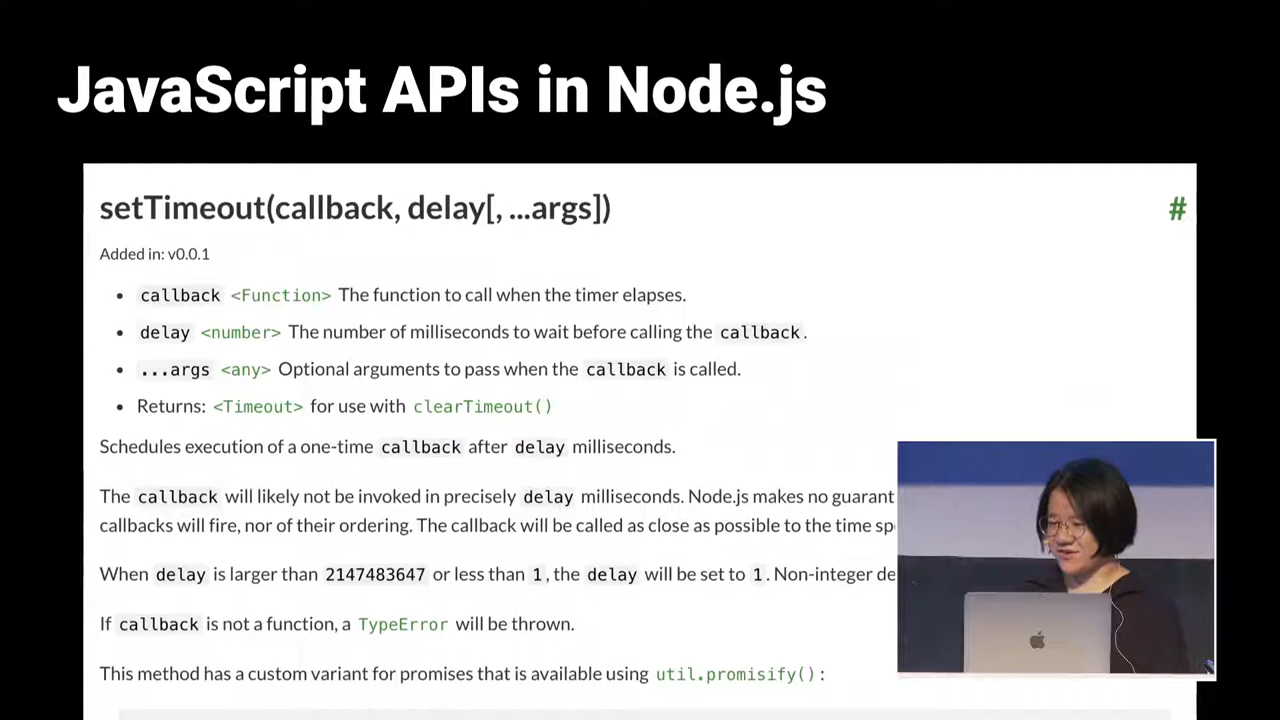 JavaScript APIs in Node.js
setTimeout(callback, delay[, ...args])
#
Added in: v0.0.1
• callback <Function> The function to call when the timer elapses.
• delay <number> The number of milliseconds to wait before calling the callback.
• ...args <any> Optional arguments to pass when the callback is called.
• Returns: <Timeout> for use with clearTimeout()
Schedules execution of a one-time callback after delay milliseconds.
The callback will likely not be invoked in precisely delay milliseconds. Node.js makes no guarant
callbacks will fire, nor of their ordering. The callback will be called as close as possible to the time sp
When delay is larger than 2147483647 or less than 1, the delay will be set to 1. Non-integer de
If callback is not a function, a TypeError will be thrown.
This method has a custom variant for promises that is available using util.promisify():